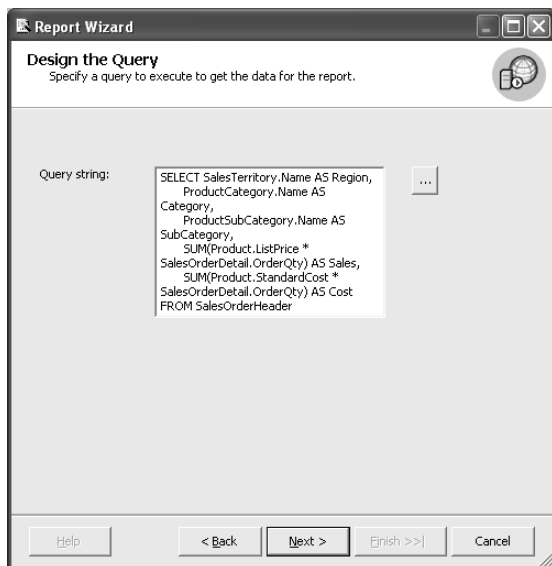 Report Wizard
Design the Query
Specify a query to execute to get the data for the report.
Query string:
SELECT SalesTerritory.Name AS Region,
ProductCategory.Name AS
Category,
ProductSubCategory.Name AS
SubCategory,
SUM(Product.ListPrice *
SalesOrderDetail.OrderQty) AS Sales,
SUM(Product.StandardCost *
SalesOrderDetail.OrderQty) AS Cost
FROM SalesOrderHeader
...
Help
< Back
Next >
Finish >>|
Cancel